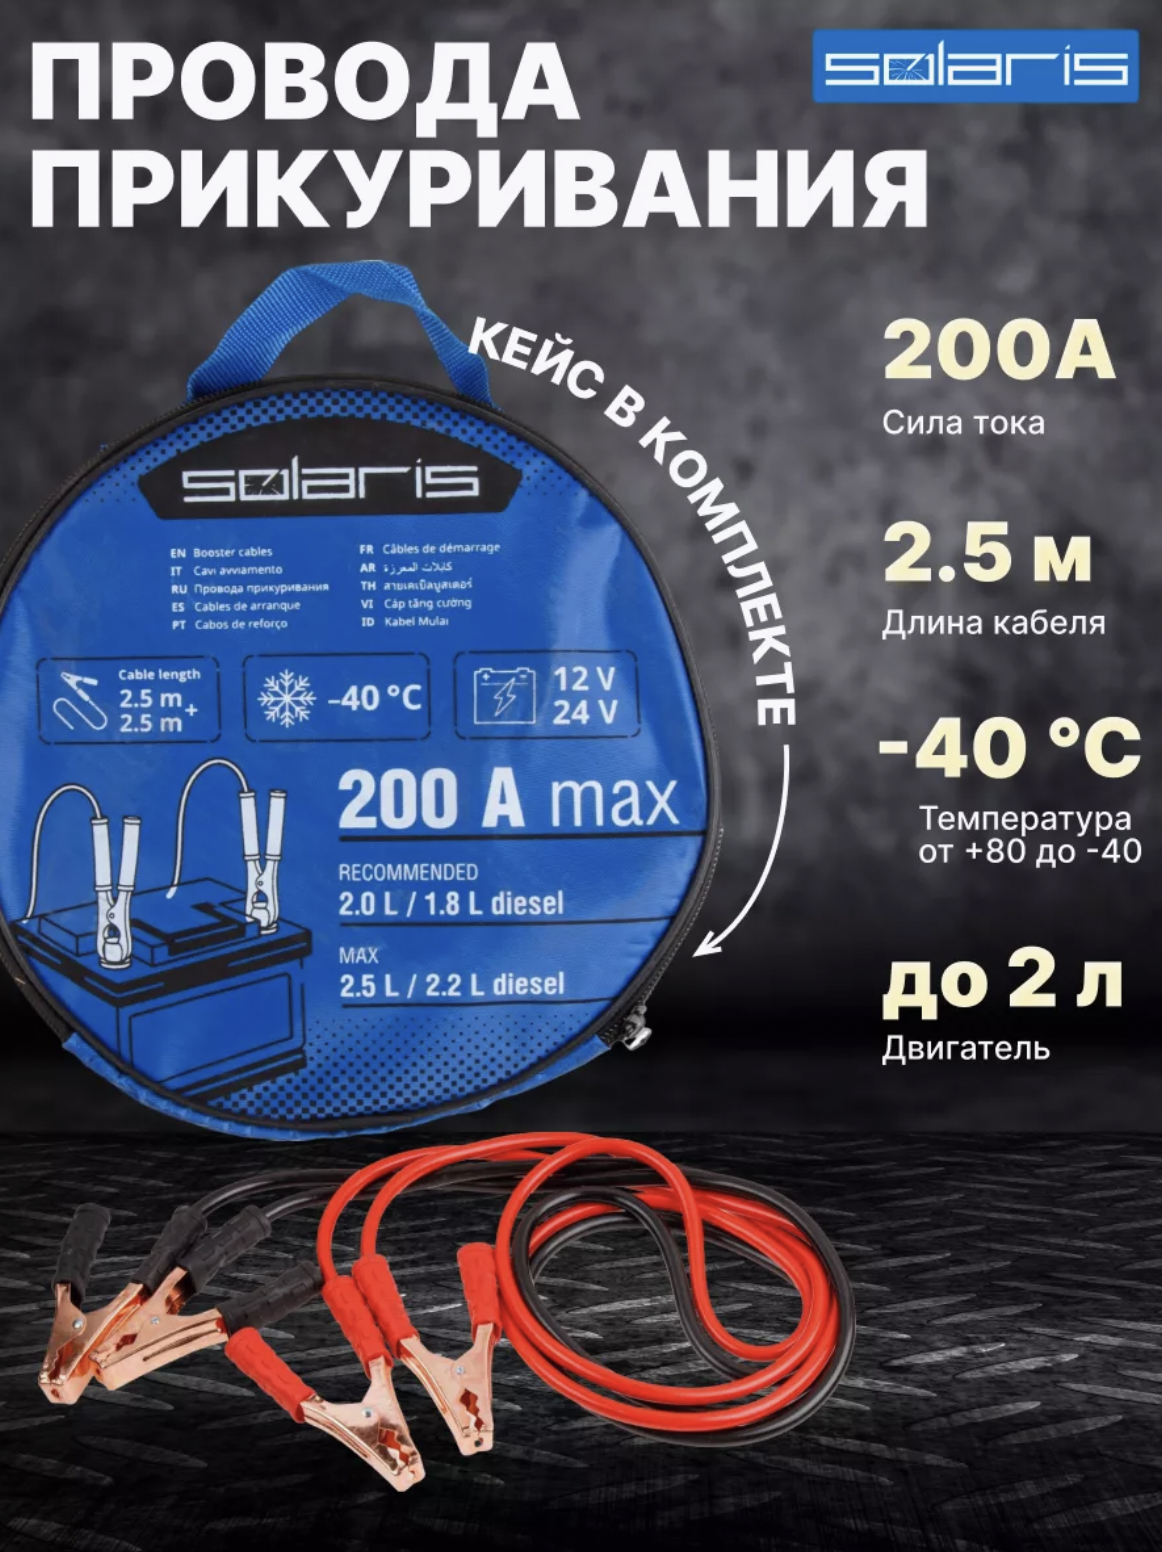 ПРОВОДА
ПРИКУРИВАНИЯ
solaris
КЕЙС В КОМПЛЕКТЕ
200А
Сила тока
2.5 м
Длина кабеля
-40 °C
Температура
от +80 до -40
до 2 л
Двигатель
solaris
EN Booster cables
IT Cavi avviamento
RU Провода прикуривания
ES Cables de arranque
PT Cabos de reforço
FR Câbles de démarrage
AR كابلات المعززة
TH สายเคเบิลบูสเตอร์
VI Cáp tăng cường
ID Kabel Mulai
Cable length
2.5 m +
2.5 m
-40 °C
12 V
24 V
200 A max
RECOMMENDED
2.0 L / 1.8 L diesel
MAX
2.5 L / 2.2 L diesel